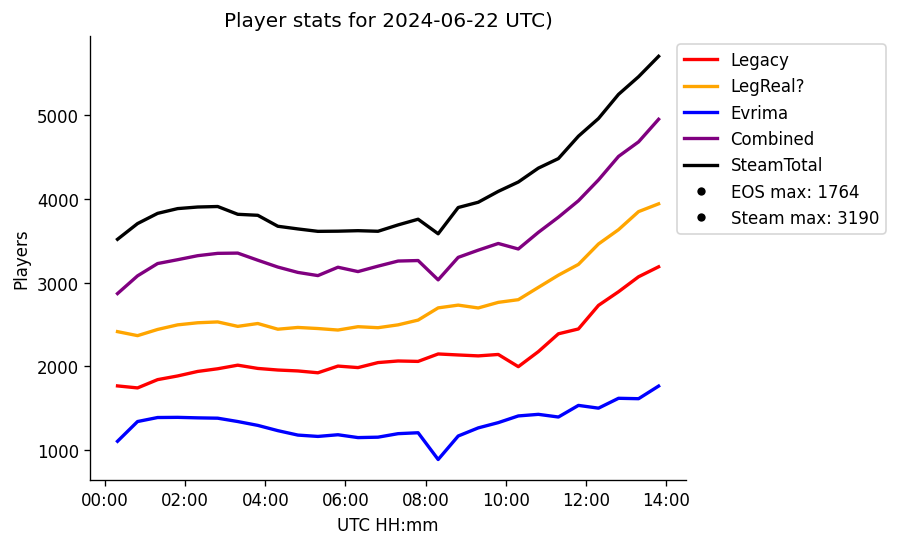 Player stats for 2024-06-22 UTC)
Legacy
LegReal?
Evrima
Combined
SteamTotal
EOS max: 1764
Steam max: 3190
Players
5000
4000
3000
2000
1000
00:00 02:00 04:00 06:00 08:00 10:00 12:00 14:00
UTC HH:mm